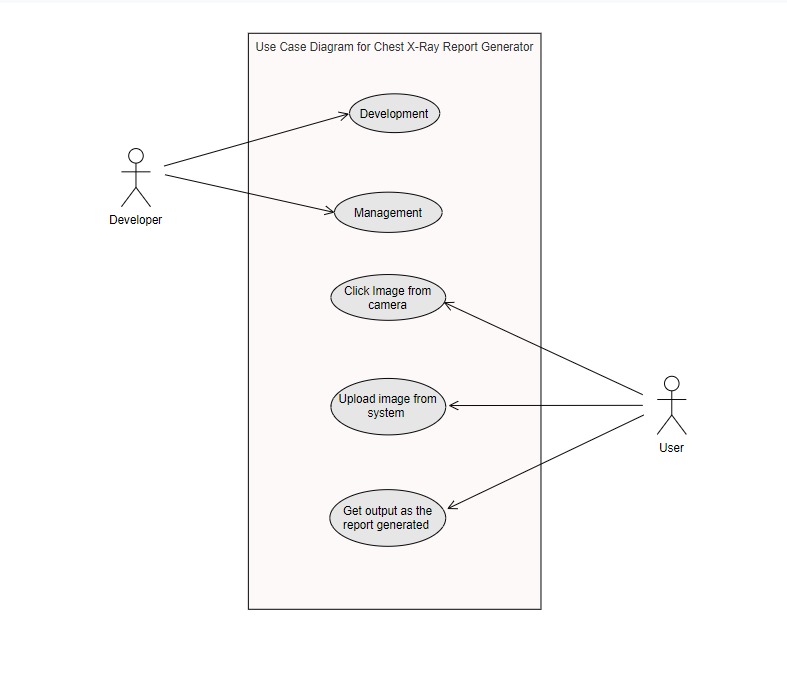 Use Case Diagram for Chest X-Ray Report Generator
Development
Developer
Management
Click Image from
camera
Upload image from
system
User
Get output as the
report generated